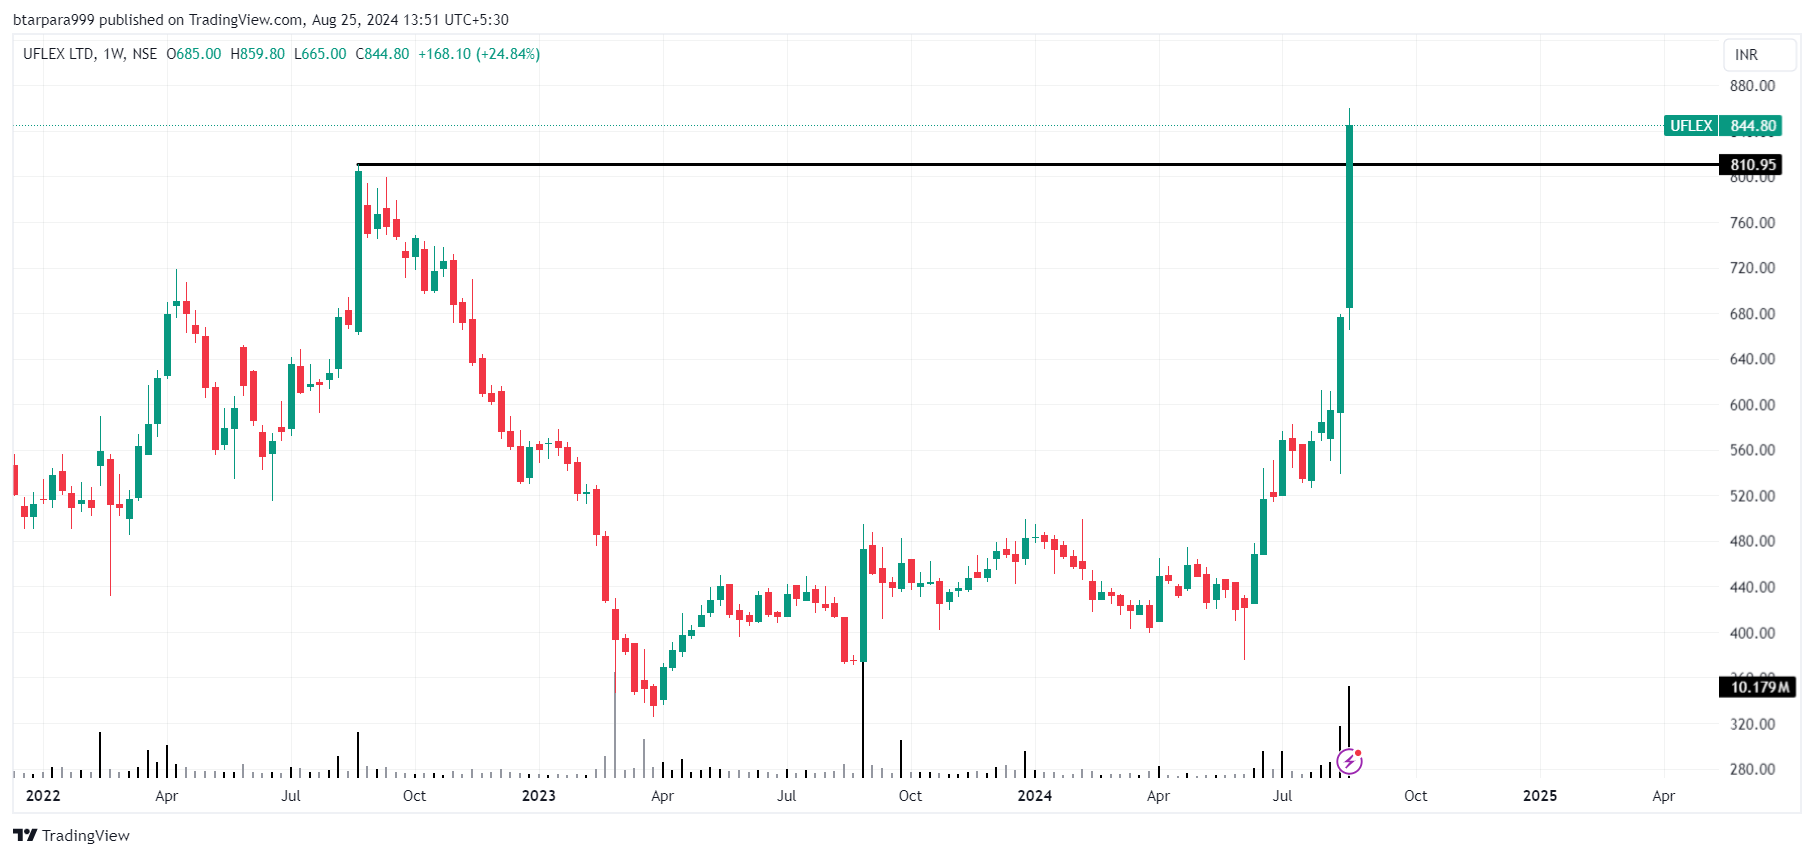 btarpara999 published on TradingView.com, Aug 25, 2024 13:51 UTC+5:30
UFLEX LTD, 1W, NSE O685.00 H859.80 L665.00 C844.80 +168.10 (+24.84%)
INR
880.00
UFLEX 844.80
810.95
800.00
760.00
720.00
680.00
640.00
600.00
560.00
520.00
480.00
440.00
400.00
360.00
10.179M
320.00
280.00
2022 Apr Jul Oct 2023 Apr Jul Oct 2024 Apr Jul Oct 2025 Apr
TradingView